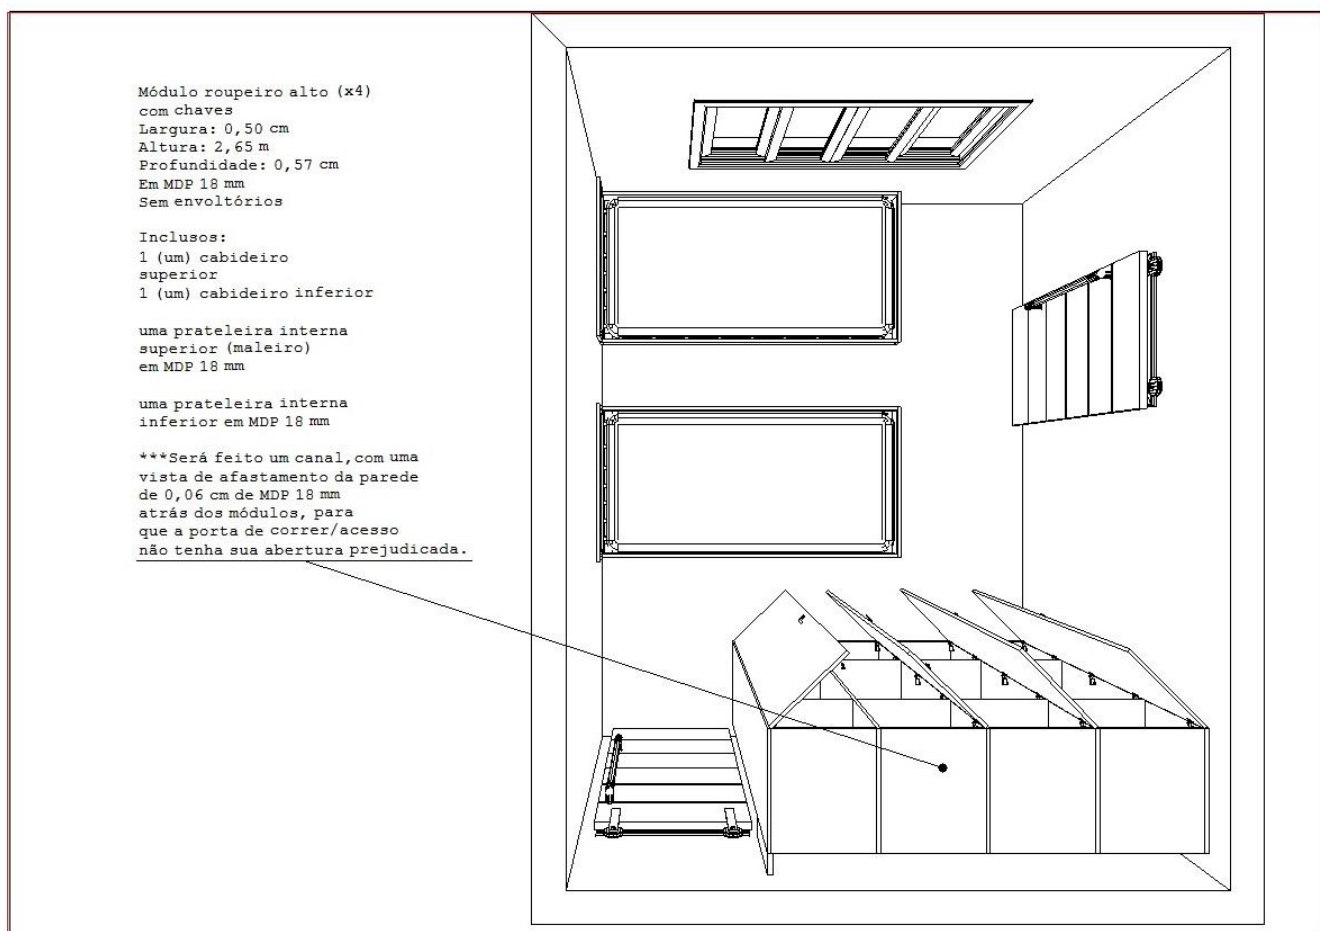 Módulo roupeiro alto (x4)
com chaves
Largura: 0,50 cm
Altura: 2,65 m
Profundidade: 0,57 cm
Em MDP 18 mm
Sem envoltórios
Inclusos:
1 (um) cabideiro
superior
1 (um) cabideiro inferior
uma prateleira interna
superior (maleiro)
em MDP 18 mm
uma prateleira interna
inferior em MDP 18 mm
***Será feito um canal, com uma
vista de afastamento da parede
de 0,06 cm de MDP 18 mm
atrás dos módulos, para
que a porta de correr/acesso
não tenha sua abertura prejudicada.